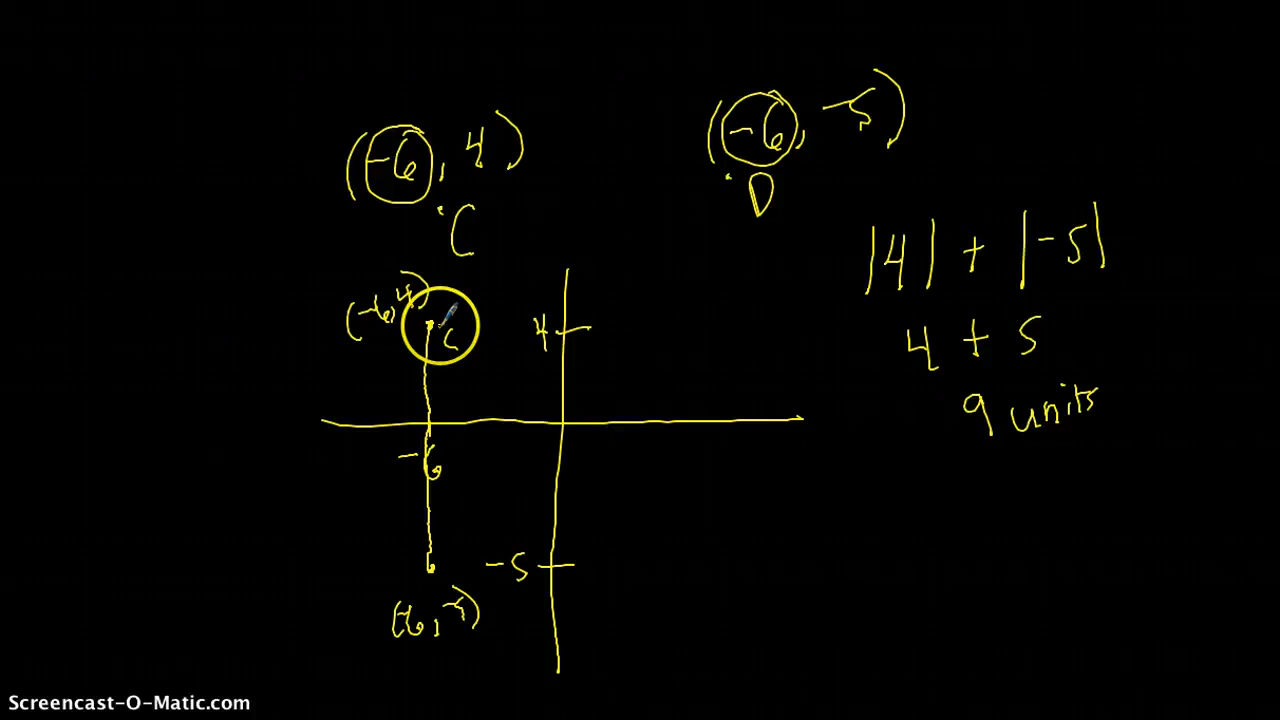 (-6, 4)
(-6, -5)
C
D
|4| + |-5|
4 + 5
9 units
(-6, 4)
C
4
-6
-5
(-6, -5)
Screencast-O-Matic.com